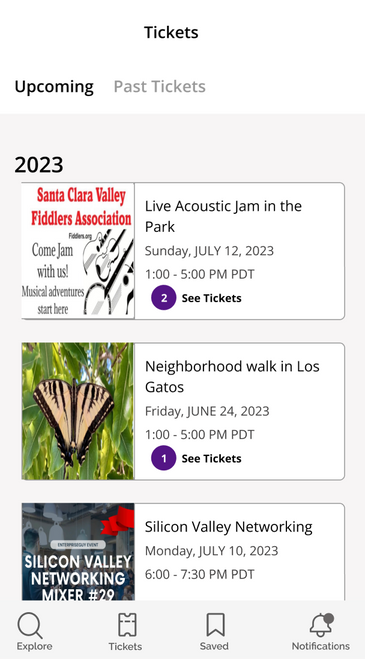 Tickets
Upcoming
Past Tickets
2023
Santa Clara Valley
Fiddlers Association
Fiddlers.org
Come Jam
with us!
Musical adventures
start here
Live Acoustic Jam in the
Park
Sunday, JULY 12, 2023
1:00 - 5:00 PM PDT
2 See Tickets
Neighborhood walk in Los
Gatos
Friday, JUNE 24, 2023
1:00 - 5:00 PM PDT
1 See Tickets
ENTERPRISEGUY EVENT
SILICON VALLEY
NETWORKING
MIXER #29
Silicon Valley Networking
Monday, JULY 10, 2023
6:00 - 7:30 PM PDT
Explore
Tickets
Saved
Notifications